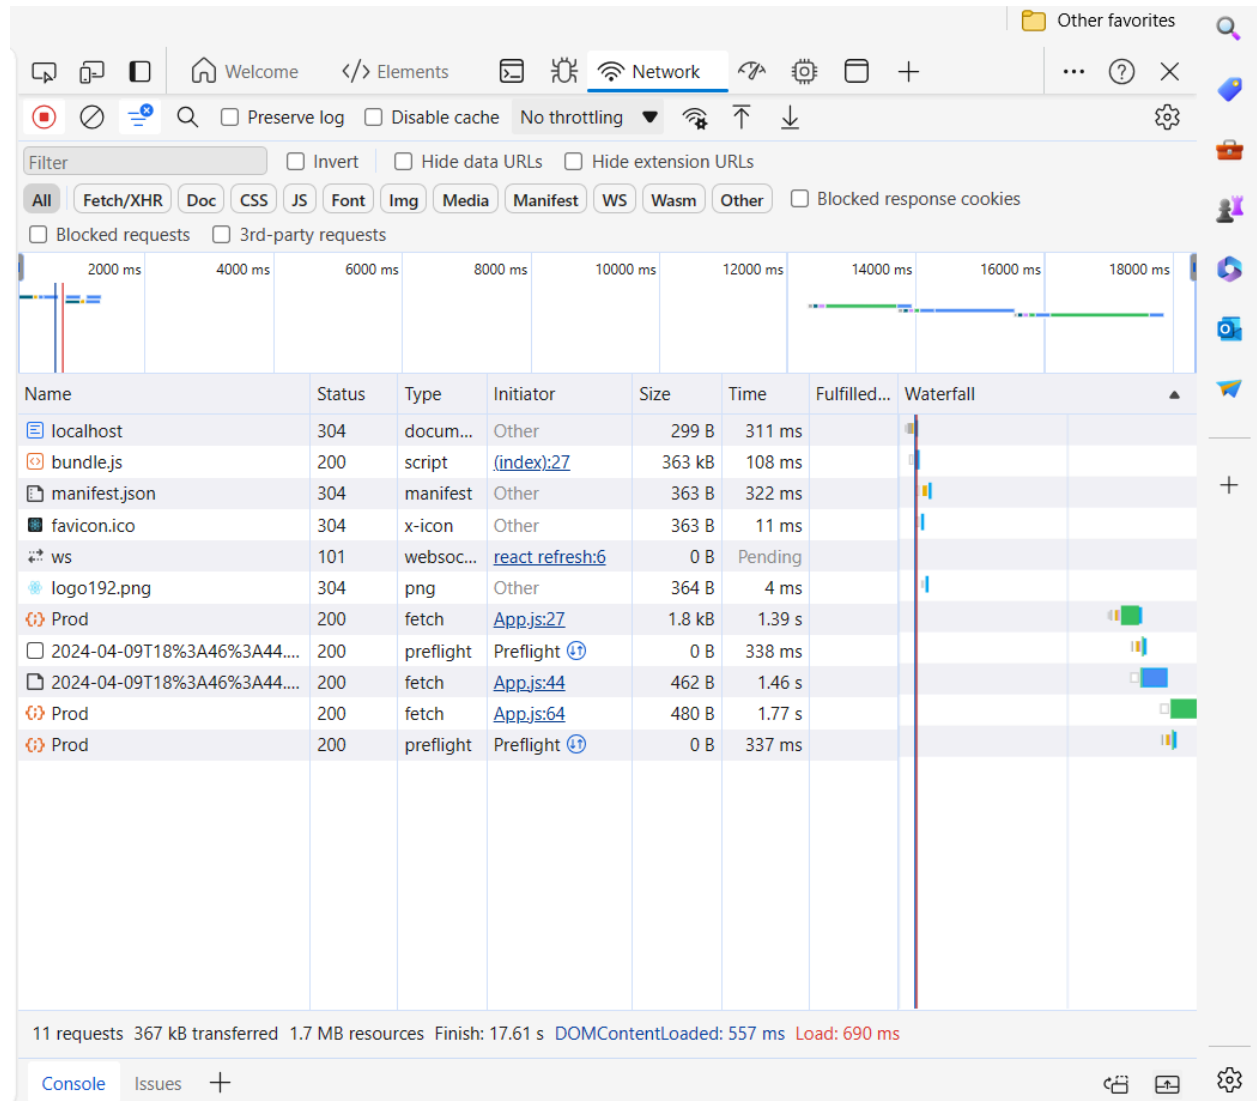 Other favorites
Welcome </> Elements Network
Preserve log Disable cache No throttling
Filter Invert Hide data URLs Hide extension URLs
All Fetch/XHR Doc CSS JS Font Img Media Manifest WS Wasm Other Blocked response cookies
Blocked requests 3rd-party requests
2000 ms 4000 ms 6000 ms 8000 ms 10000 ms 12000 ms 14000 ms 16000 ms 18000 ms
Name Status Type Initiator Size Time Fulfilled... Waterfall
localhost 304 docum... Other 299 B 311 ms
bundle.js 200 script (index):27 363 kB 108 ms
manifest.json 304 manifest Other 363 B 322 ms
favicon.ico 304 x-icon Other 363 B 11 ms
ws 101 websoc... react refresh:6 0 B Pending
logo192.png 304 png Other 364 B 4 ms
Prod 200 fetch App.js:27 1.8 kB 1.39 s
2024-04-09T18%3A46%3A44.... 200 preflight Preflight 0 B 338 ms
2024-04-09T18%3A46%3A44.... 200 fetch App.js:44 462 B 1.46 s
Prod 200 fetch App.js:64 480 B 1.77 s
Prod 200 preflight Preflight 0 B 337 ms
11 requests 367 kB transferred 1.7 MB resources Finish: 17.61 s DOMContentLoaded: 557 ms Load: 690 ms
Console Issues